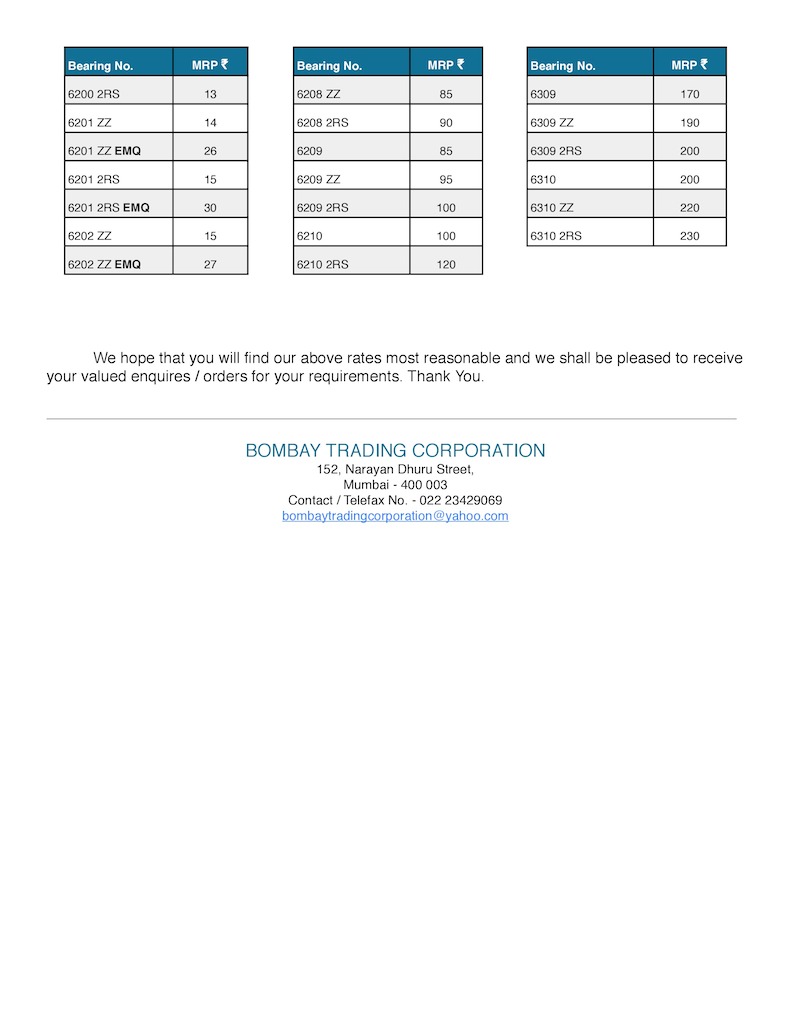 Bearing No. MRP ₹
6200 2RS 13
6201 ZZ 14
6201 ZZ EMQ 26
6201 2RS 15
6201 2RS EMQ 30
6202 ZZ 15
6202 ZZ EMQ 27
Bearing No. MRP ₹
6208 ZZ 85
6208 2RS 90
6209 85
6209 ZZ 95
6209 2RS 100
6210 100
6210 2RS 120
Bearing No. MRP ₹
6309 170
6309 ZZ 190
6309 2RS 200
6310 200
6310 ZZ 220
6310 2RS 230
We hope that you will find our above rates most reasonable and we shall be pleased to receive
your valued enquires / orders for your requirements. Thank You.
BOMBAY TRADING CORPORATION
152, Narayan Dhuru Street,
Mumbai - 400 003
Contact / Telefax No. - 022 23429069
bombaytradingcorporation@yahoo.com